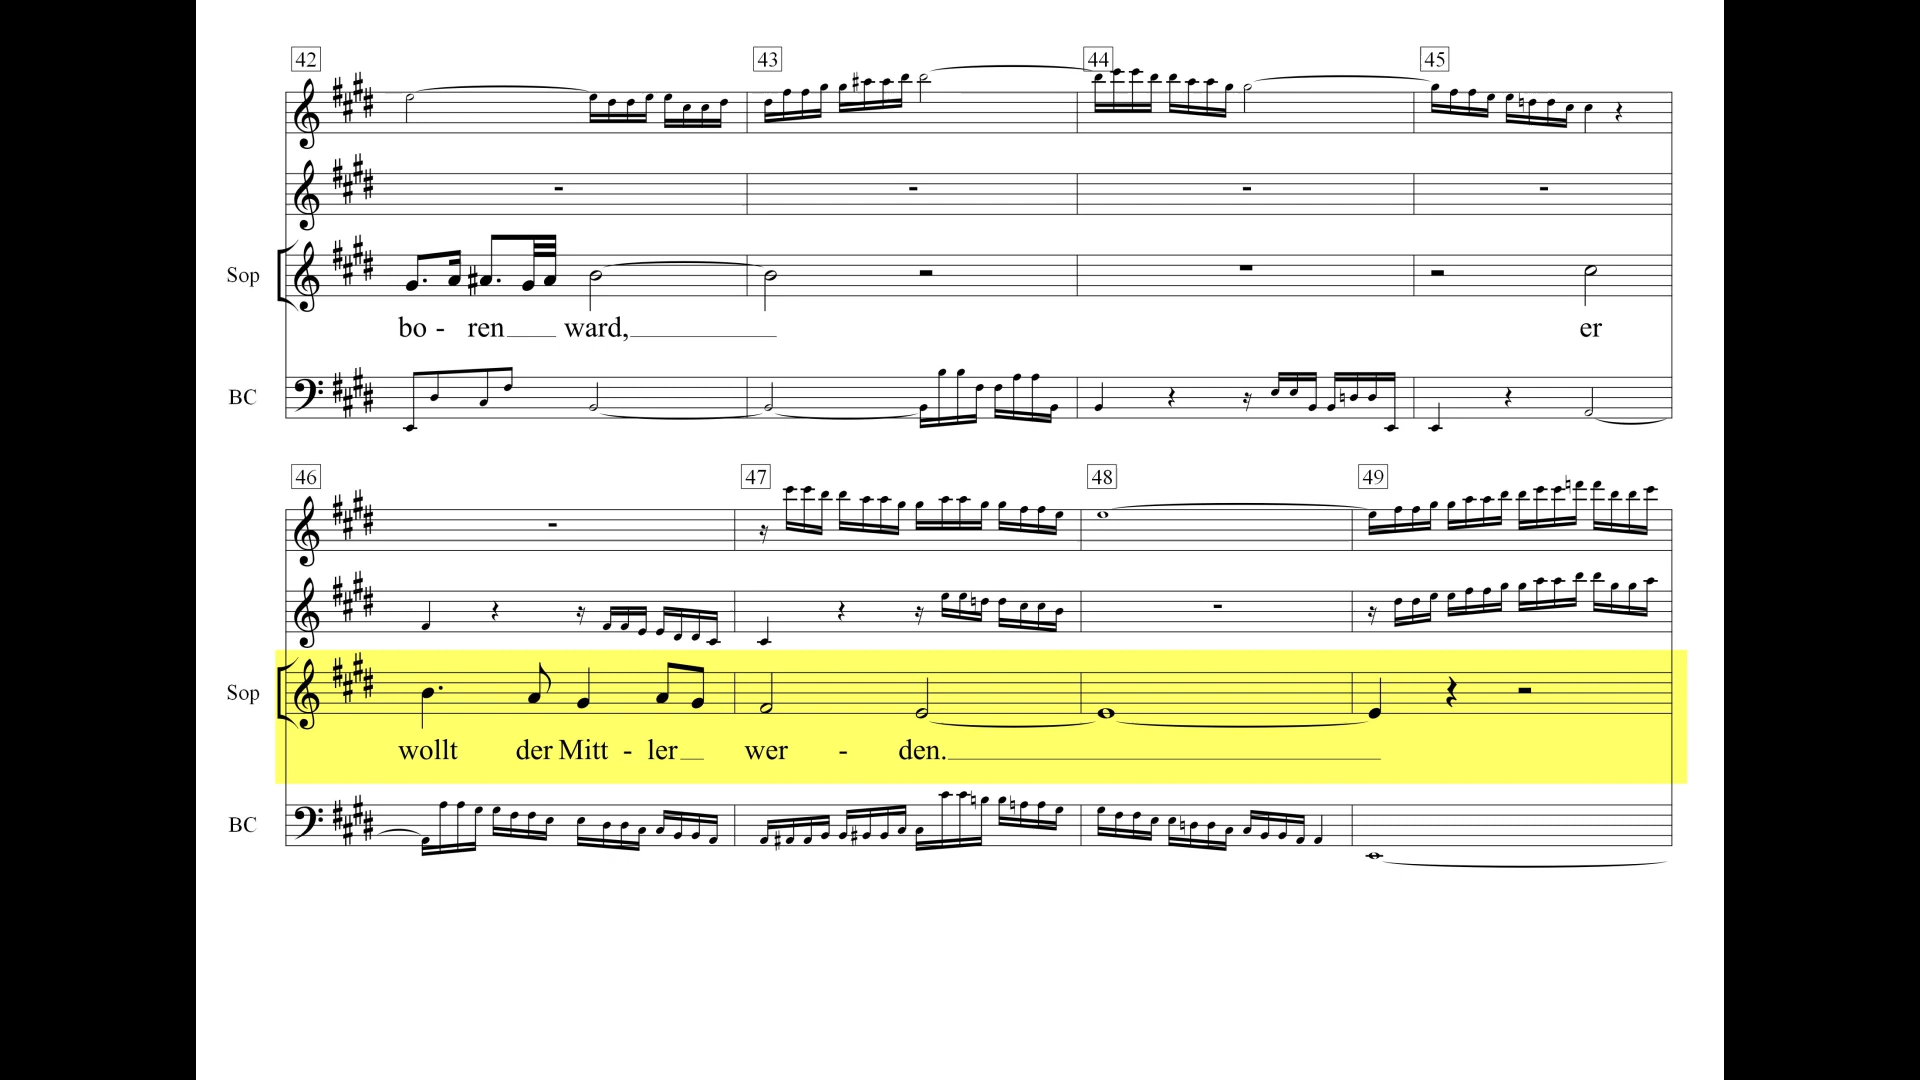 42 43 44 45
Sop
bo - ren ward, er
BC
46 47 48 49
Sop
wollt der Mitt - ler wer - den.
BC